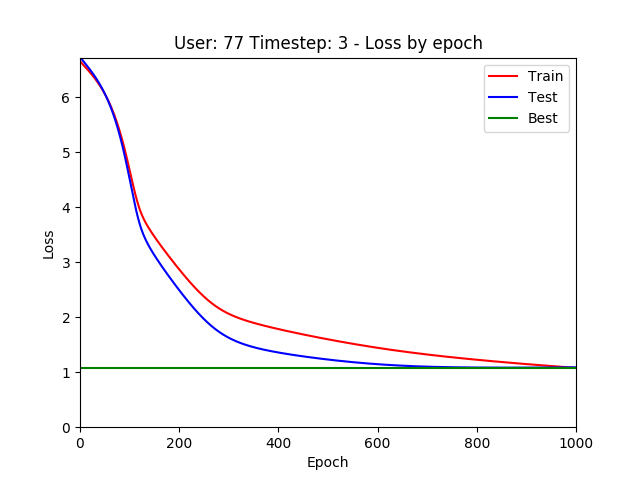 User: 77 Timestep: 3 - Loss by epoch
Train
Test
Best
Loss
6
5
4
3
2
1
0
0 200 400 600 800 1000
Epoch